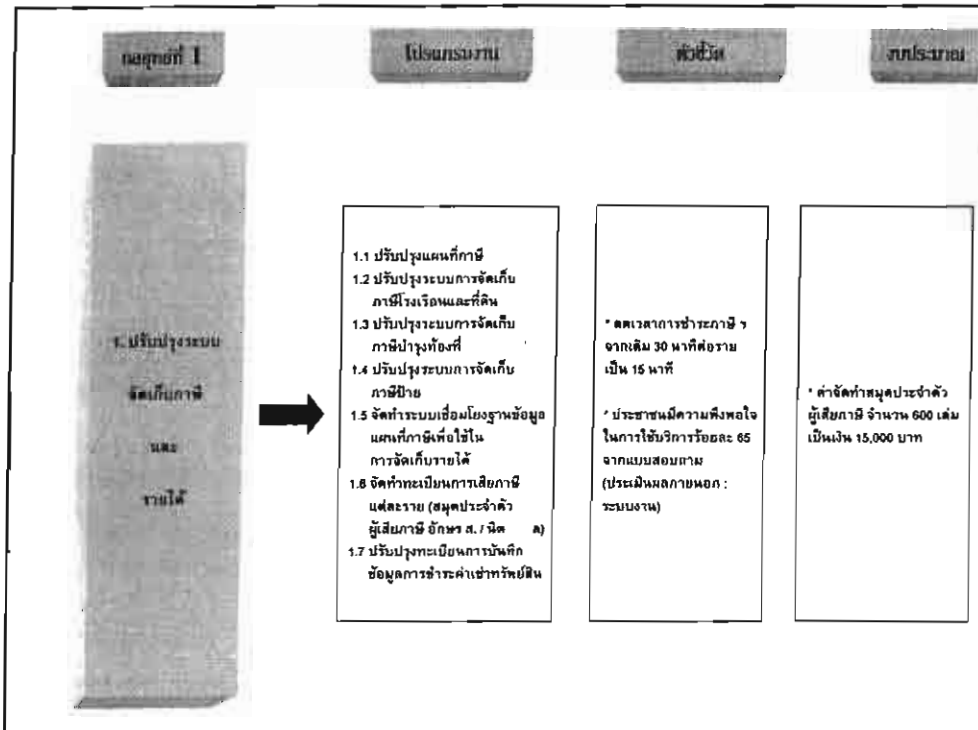 กลยุทธ์ที่ 1
โปรแกรมงาน
ตัวชี้วัด
งบประมาณ
1. ปรับปรุงระบบ
จัดเก็บภาษี
และ
รายได้
1.1 ปรับปรุงแผนที่ภาษี
1.2 ปรับปรุงระบบการจัดเก็บ
ภาษีโรงเรือนและที่ดิน
1.3 ปรับปรุงระบบการจัดเก็บ
ภาษีบำรุงท้องที่
1.4 ปรับปรุงระบบการจัดเก็บ
ภาษีป้าย
1.5 จัดทำระบบเชื่อมโยงฐานข้อมูล
แผนที่ภาษีเพื่อใช้ใน
การจัดเก็บรายได้
1.6 จัดทำทะเบียนการเสียภาษี
แต่ละราย (สมุดประจำตัว
ผู้เสียภาษี อักษร ส. /
1.7 ปรับปรุงทะเบียนการบันทึก
ข้อมูลการชำระค่าเช่าทรัพย์สิน
* ลดเวลาการชำระภาษี ฯ
จากเดิม 30 นาทีต่อราย
เป็น 15 นาที
* ประชาชนมีความพึงพอใจ
ในการใช้บริการร้อยละ 65
จากแบบสอบถาม
(ประเมินผลภายนอก :
ระบบงาน)
* ค่าจัดทำสมุดประจำตัว
ผู้เสียภาษี จำนวน 600 เล่ม
เป็นเงิน 15,000 บาท